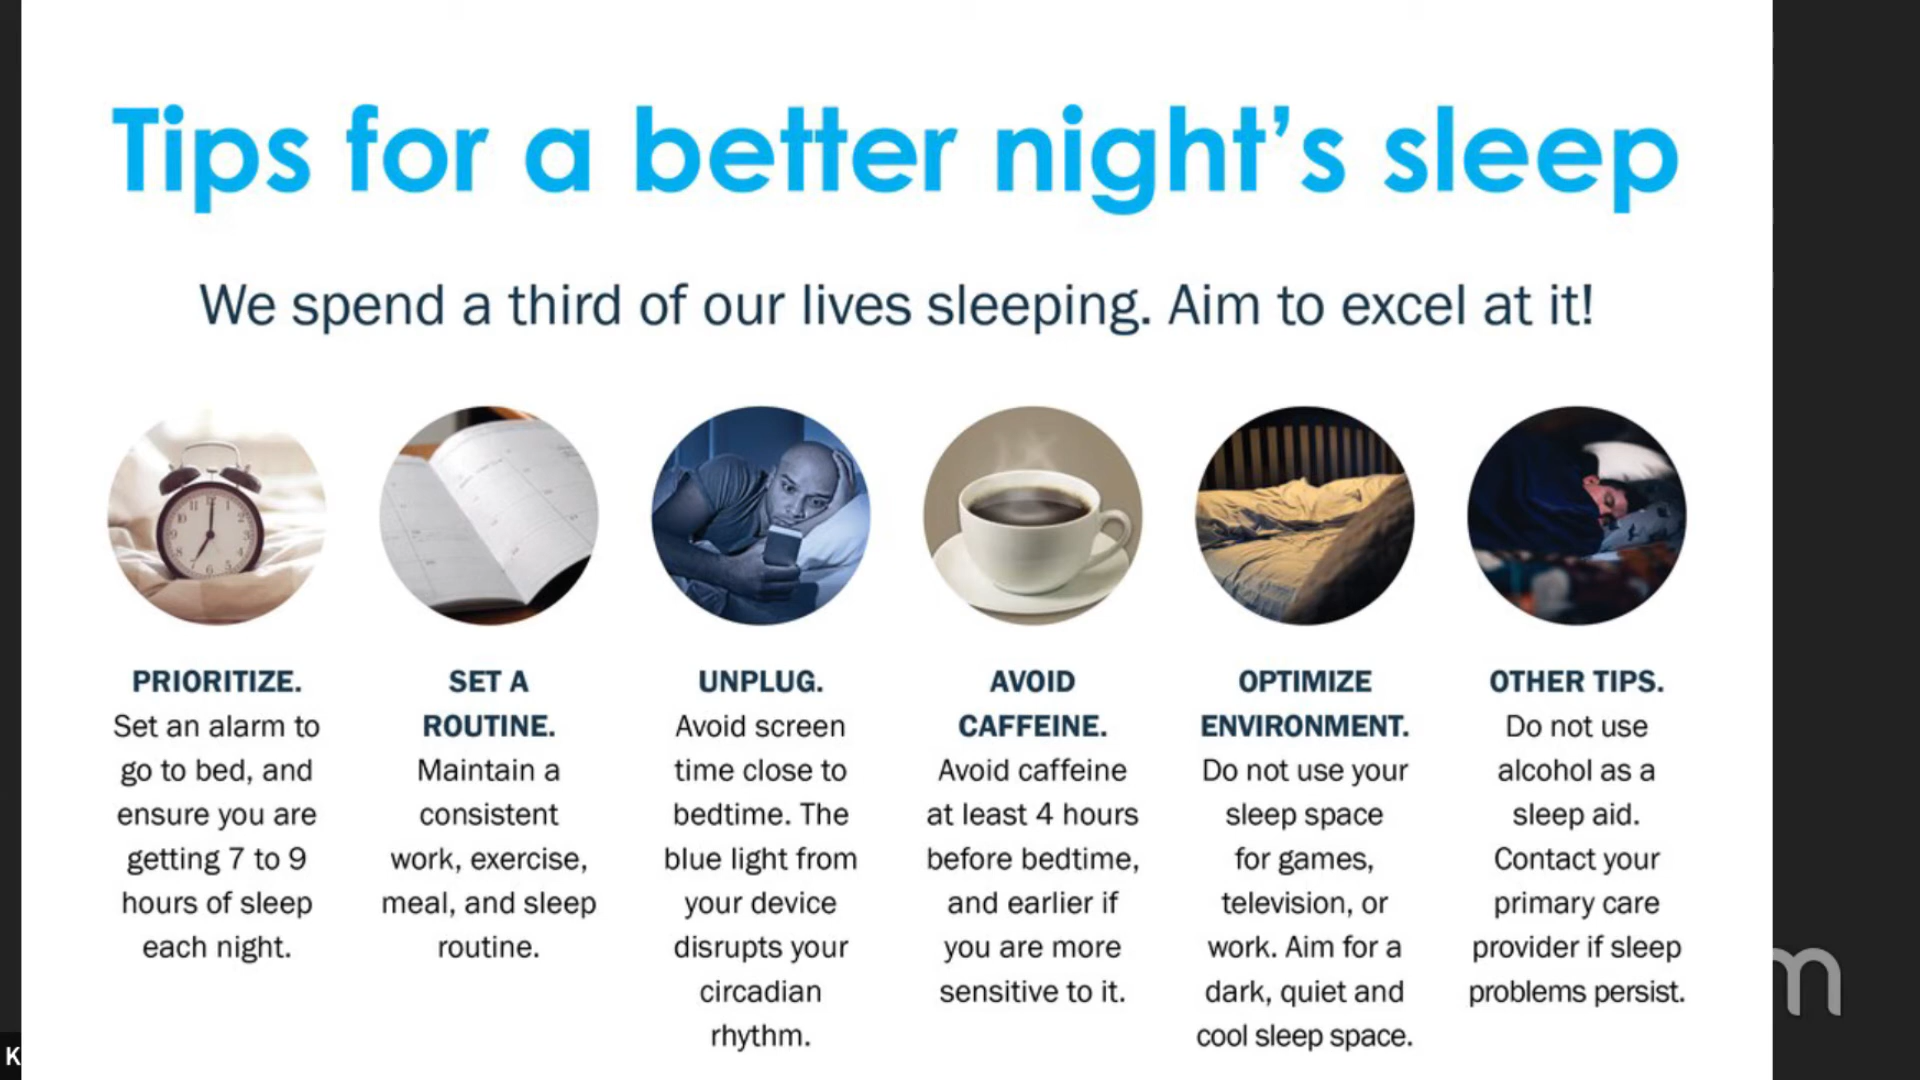 Tips for a better night’s sleep
We spend a third of our lives sleeping. Aim to excel at it!
PRIORITIZE.
Set an alarm to
go to bed, and
ensure you are
getting 7 to 9
hours of sleep
each night.
SET A
ROUTINE.
Maintain a
consistent
work, exercise,
meal, and sleep
routine.
UNPLUG.
Avoid screen
time close to
bedtime. The
blue light from
your device
disrupts your
circadian
rhythm.
AVOID
CAFFEINE.
Avoid caffeine
at least 4 hours
before bedtime,
and earlier if
you are more
sensitive to it.
OPTIMIZE
ENVIRONMENT.
Do not use your
sleep space
for games,
television, or
work. Aim for a
dark, quiet and
cool sleep space.
OTHER TIPS.
Do not use
alcohol as a
sleep aid.
Contact your
primary care
provider if sleep
problems persist.
m
K